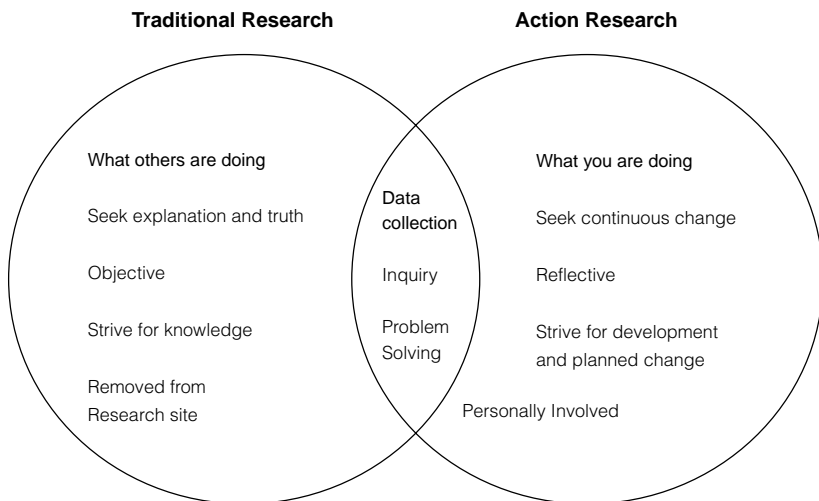 Traditional Research
Action Research
What others are doing
Seek explanation and truth
Objective
Strive for knowledge
Removed from
Research site
Data
collection
Inquiry
Problem
Solving
What you are doing
Seek continuous change
Reflective
Strive for development
and planned change
Personally Involved